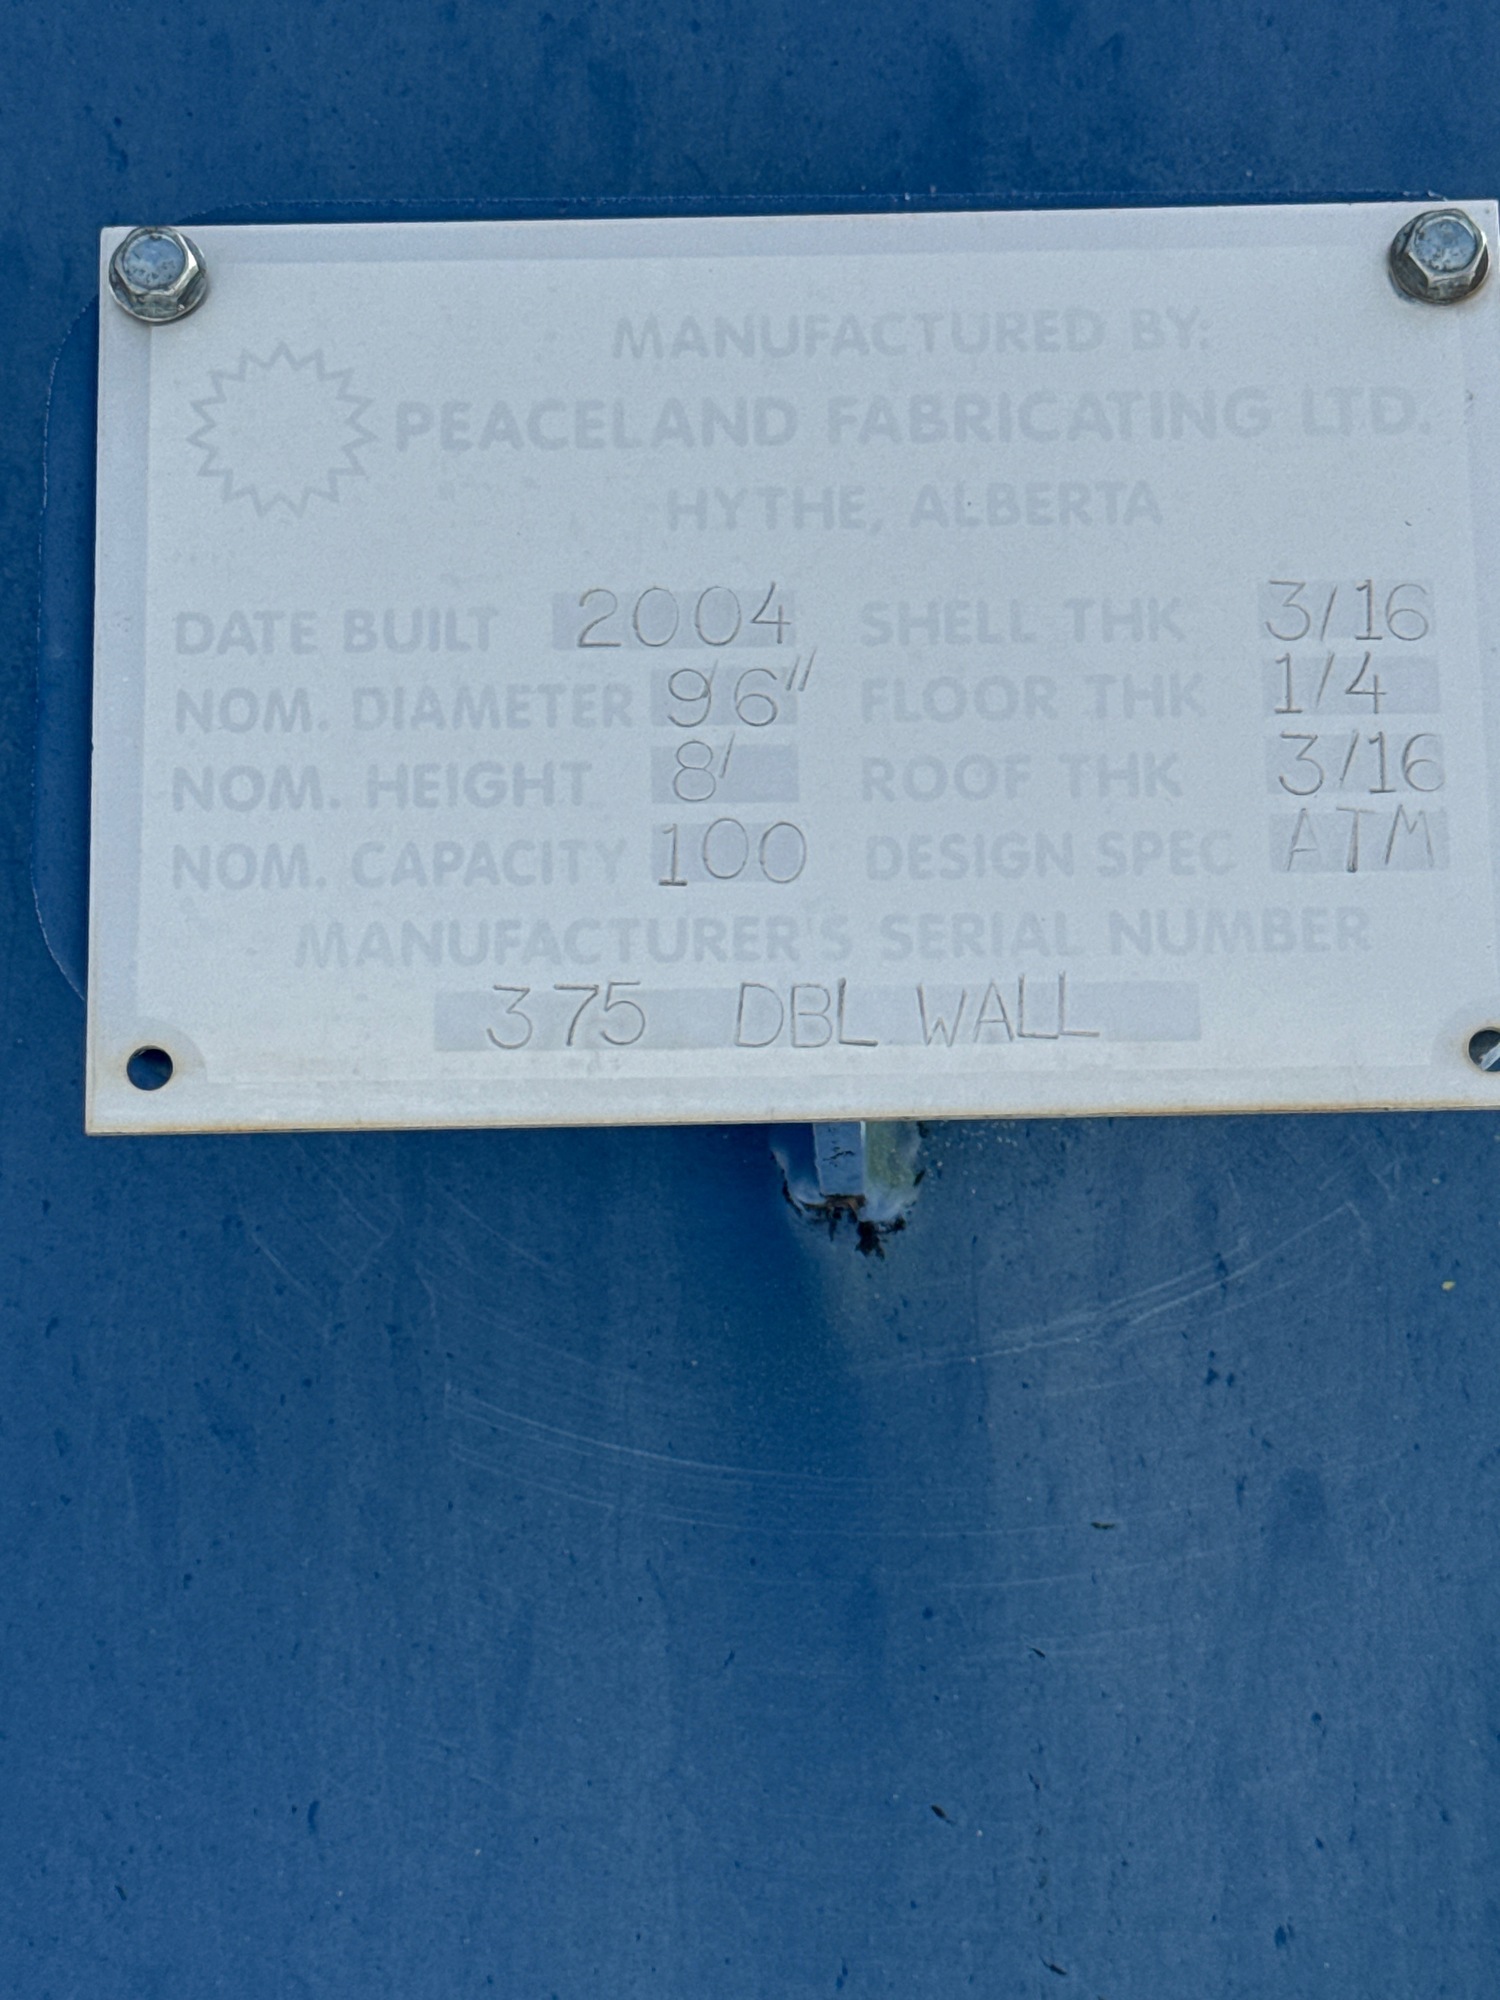 MANUFACTURED BY:
PEACELAND FABRICATING LTD.
HYTHE, ALBERTA
DATE BUILT 2004 SHELL THK 3/16
NOM. DIAMETER 9'6" FLOOR THK 1/4
NOM. HEIGHT 8' ROOF THK 3/16
NOM. CAPACITY 100 DESIGN SPEC ATM
MANUFACTURER'S SERIAL NUMBER
375 DBL WALL